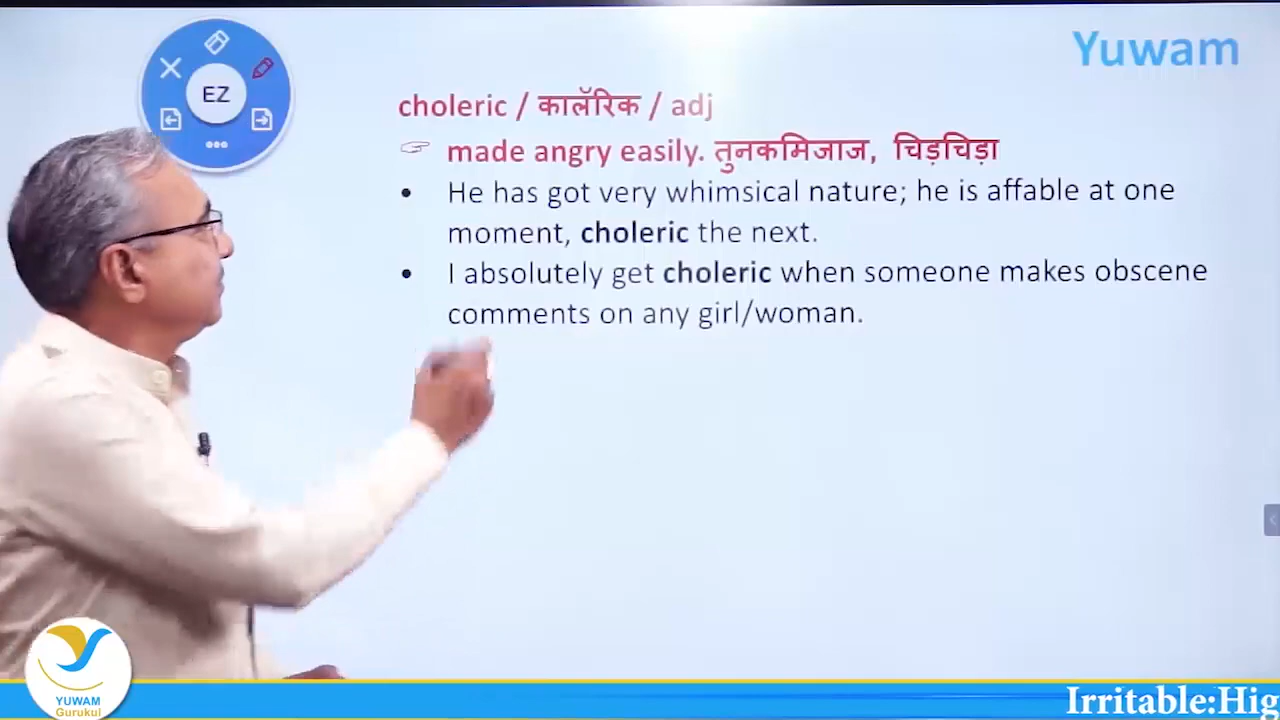 Yuwam
EZ
choleric / कालॅरिक / adj
made angry easily. तुनकमिजाज, चिड़चिड़ा
He has got very whimsical nature; he is affable at one
moment, choleric the next.
I absolutely get choleric when someone makes obscene
comments on any girl/woman.
YUWAM
Gurukul
Irritable:Hig